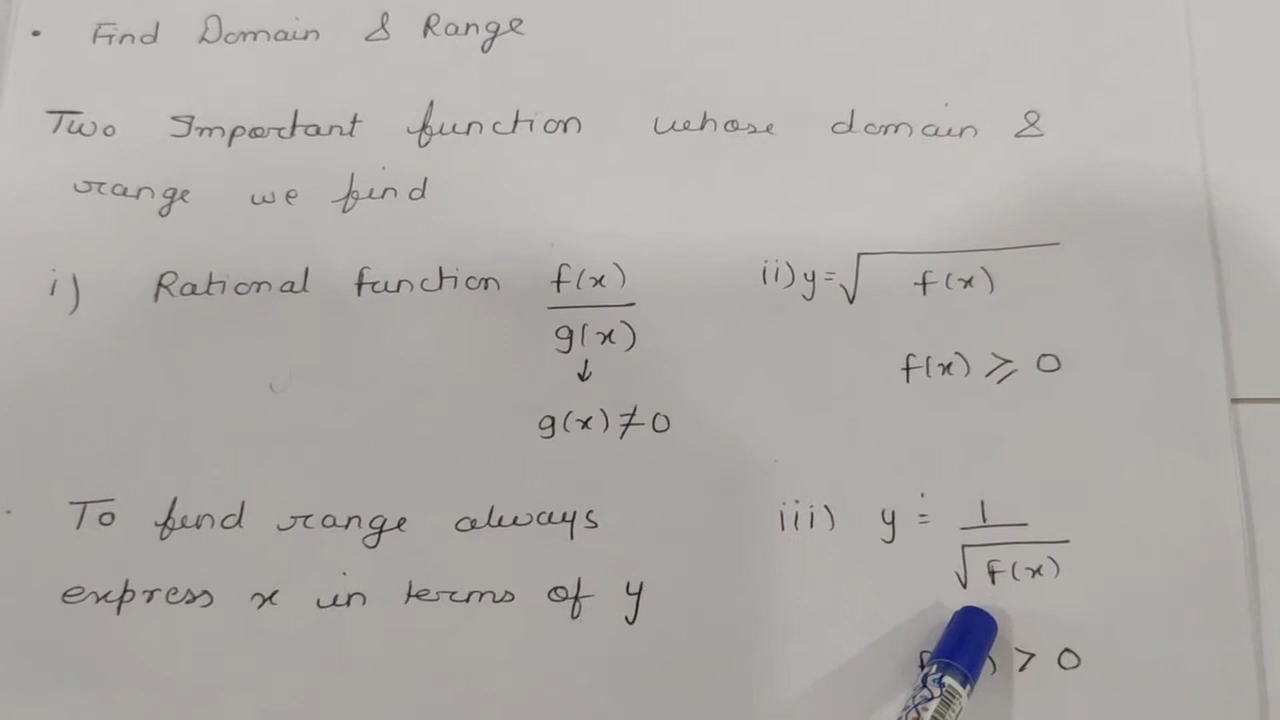 • Find Domain & Range
Two Important function whose domain &
range we find
i) Rational function f(x)/g(x)
↓
g(x) ≠ 0
ii) y = √f(x)
f(x) ≥ 0
To find range always
express x in terms of y
iii) y = 1/√f(x)
> 0